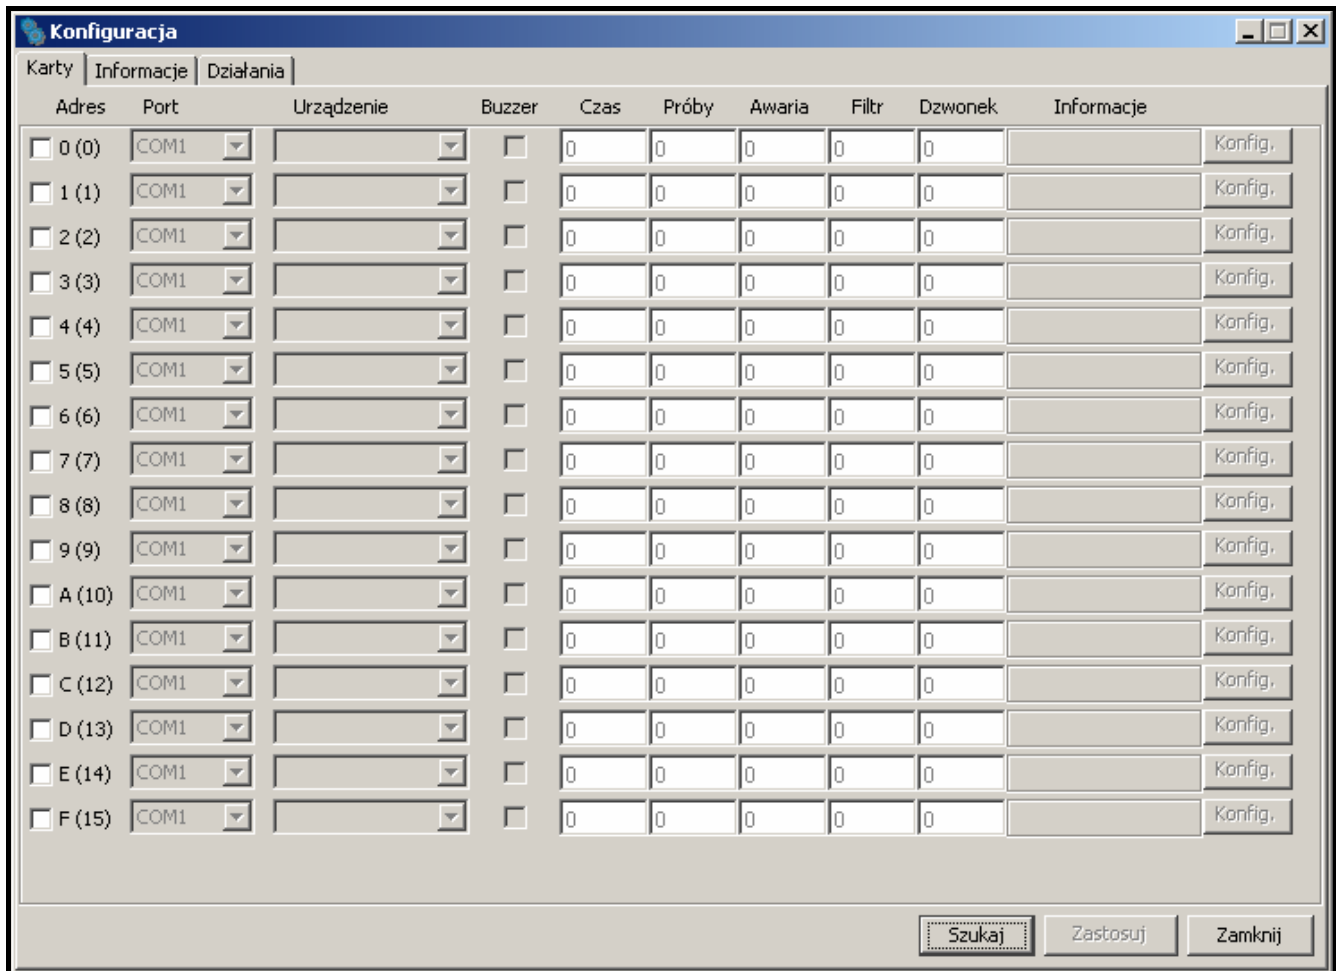 Konfiguracja
Karty Informacje Działania
Adres Port Urządzenie Buzzer Czas Próby Awaria Filtr Dzwonek Informacje
0 (0) COM1 0 0 0 0 0 Konfig.
1 (1) COM1 0 0 0 0 0 Konfig.
2 (2) COM1 0 0 0 0 0 Konfig.
3 (3) COM1 0 0 0 0 0 Konfig.
4 (4) COM1 0 0 0 0 0 Konfig.
5 (5) COM1 0 0 0 0 0 Konfig.
6 (6) COM1 0 0 0 0 0 Konfig.
7 (7) COM1 0 0 0 0 0 Konfig.
8 (8) COM1 0 0 0 0 0 Konfig.
9 (9) COM1 0 0 0 0 0 Konfig.
A (10) COM1 0 0 0 0 0 Konfig.
B (11) COM1 0 0 0 0 0 Konfig.
C (12) COM1 0 0 0 0 0 Konfig.
D (13) COM1 0 0 0 0 0 Konfig.
E (14) COM1 0 0 0 0 0 Konfig.
F (15) COM1 0 0 0 0 0 Konfig.
Szukaj Zastosuj Zamknij